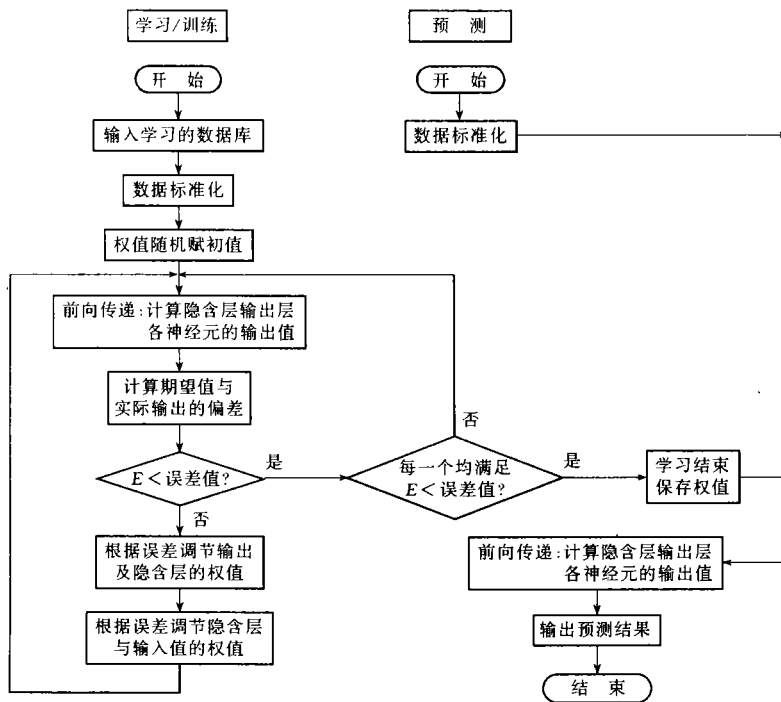 学习/训练
预 测
开 始
开 始
输入学习的数据库
数据标准化
数据标准化
权值随机赋初值
前向传递:计算隐含层输出层
各神经元的输出值
计算期望值与
实际输出的偏差
否
E<误差值?
是
每一个均满足
E<误差值?
是
学习结束
保存权值
否
根据误差调节输出
及隐含层的权值
前向传递:计算隐含层输出层
各神经元的输出值
根据误差调节隐含层
与输入值的权值
输出预测结果
结 束